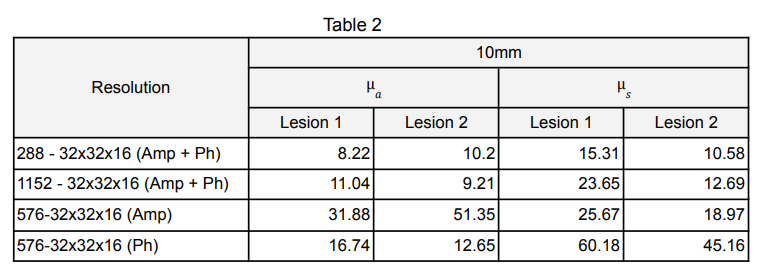 Table 2
Resolution 10mm
μa μs
Lesion 1 Lesion 2 Lesion 1 Lesion 2
288 - 32x32x16 (Amp + Ph) 8.22 10.2 15.31 10.58
1152 - 32x32x16 (Amp + Ph) 11.04 9.21 23.65 12.69
576-32x32x16 (Amp) 31.88 51.35 25.67 18.97
576-32x32x16 (Ph) 16.74 12.65 60.18 45.16